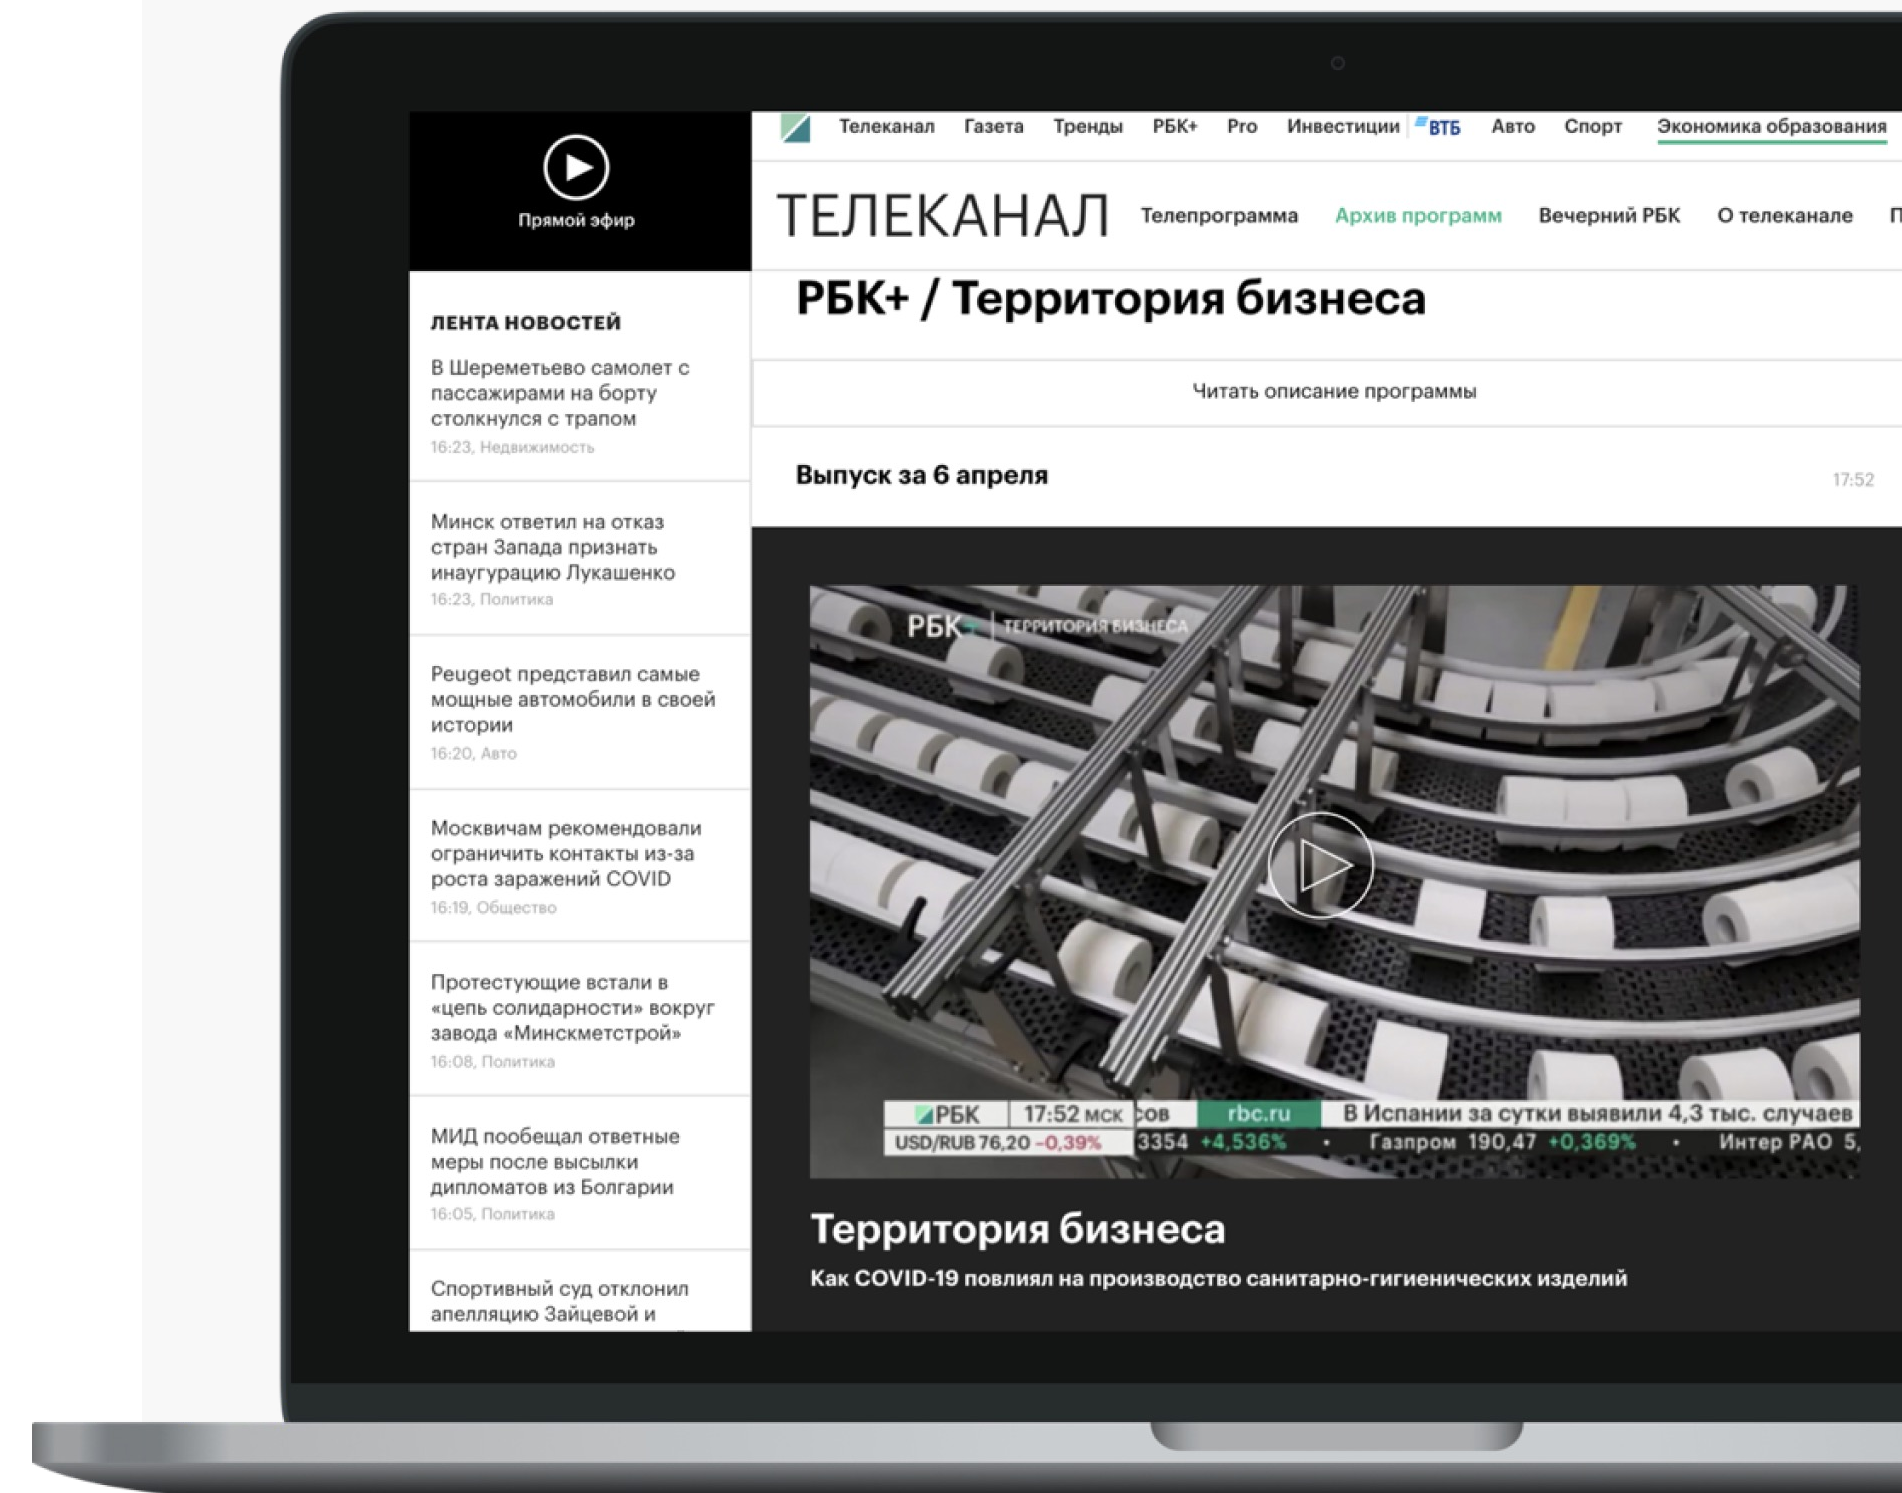 Прямой эфир
ЛЕНТА НОВОСТЕЙ
В Шереметьево самолет с
пассажирами на борту
столкнулся с трапом
16:23, Недвижимость
Минск ответил на отказ
стран Запада признать
инаугурацию Лукашенко
16:23, Политика
Peugeot представил самые
мощные автомобили в своей
истории
16:20, Авто
Москвичам рекомендовали
ограничить контакты из-за
роста заражений COVID
16:19, Общество
Протестующие встали в
«цепь солидарности» вокруг
завода «Минскметстрой»
16:08, Политика
МИД пообещал ответные
меры после высылки
дипломатов из Болгарии
16:05, Политика
Спортивный суд отклонил
апелляцию Зайцевой и
Телеканал Газета Тренды РБК+ Pro Инвестиции ВТБ Авто Спорт Экономика образования
ТЕЛЕКАНАЛ Телепрограмма Архив программ Вечерний РБК О телеканале П
РБК+ / Территория бизнеса
Читать описание программы
Выпуск за 6 апреля 17:52
РБК+ | ТЕРРИТОРИЯ БИЗНЕСА
РБК 17:52 МСК сов rbc.ru В Испании за сутки выявили 4,3 тыс. случаев
USD/RUB 76,20 -0,39% 3354 +4,536% • Газпром 190,47 +0,369% • Интер РАО 5,
Территория бизнеса
Как COVID-19 повлиял на производство санитарно-гигиенических изделий